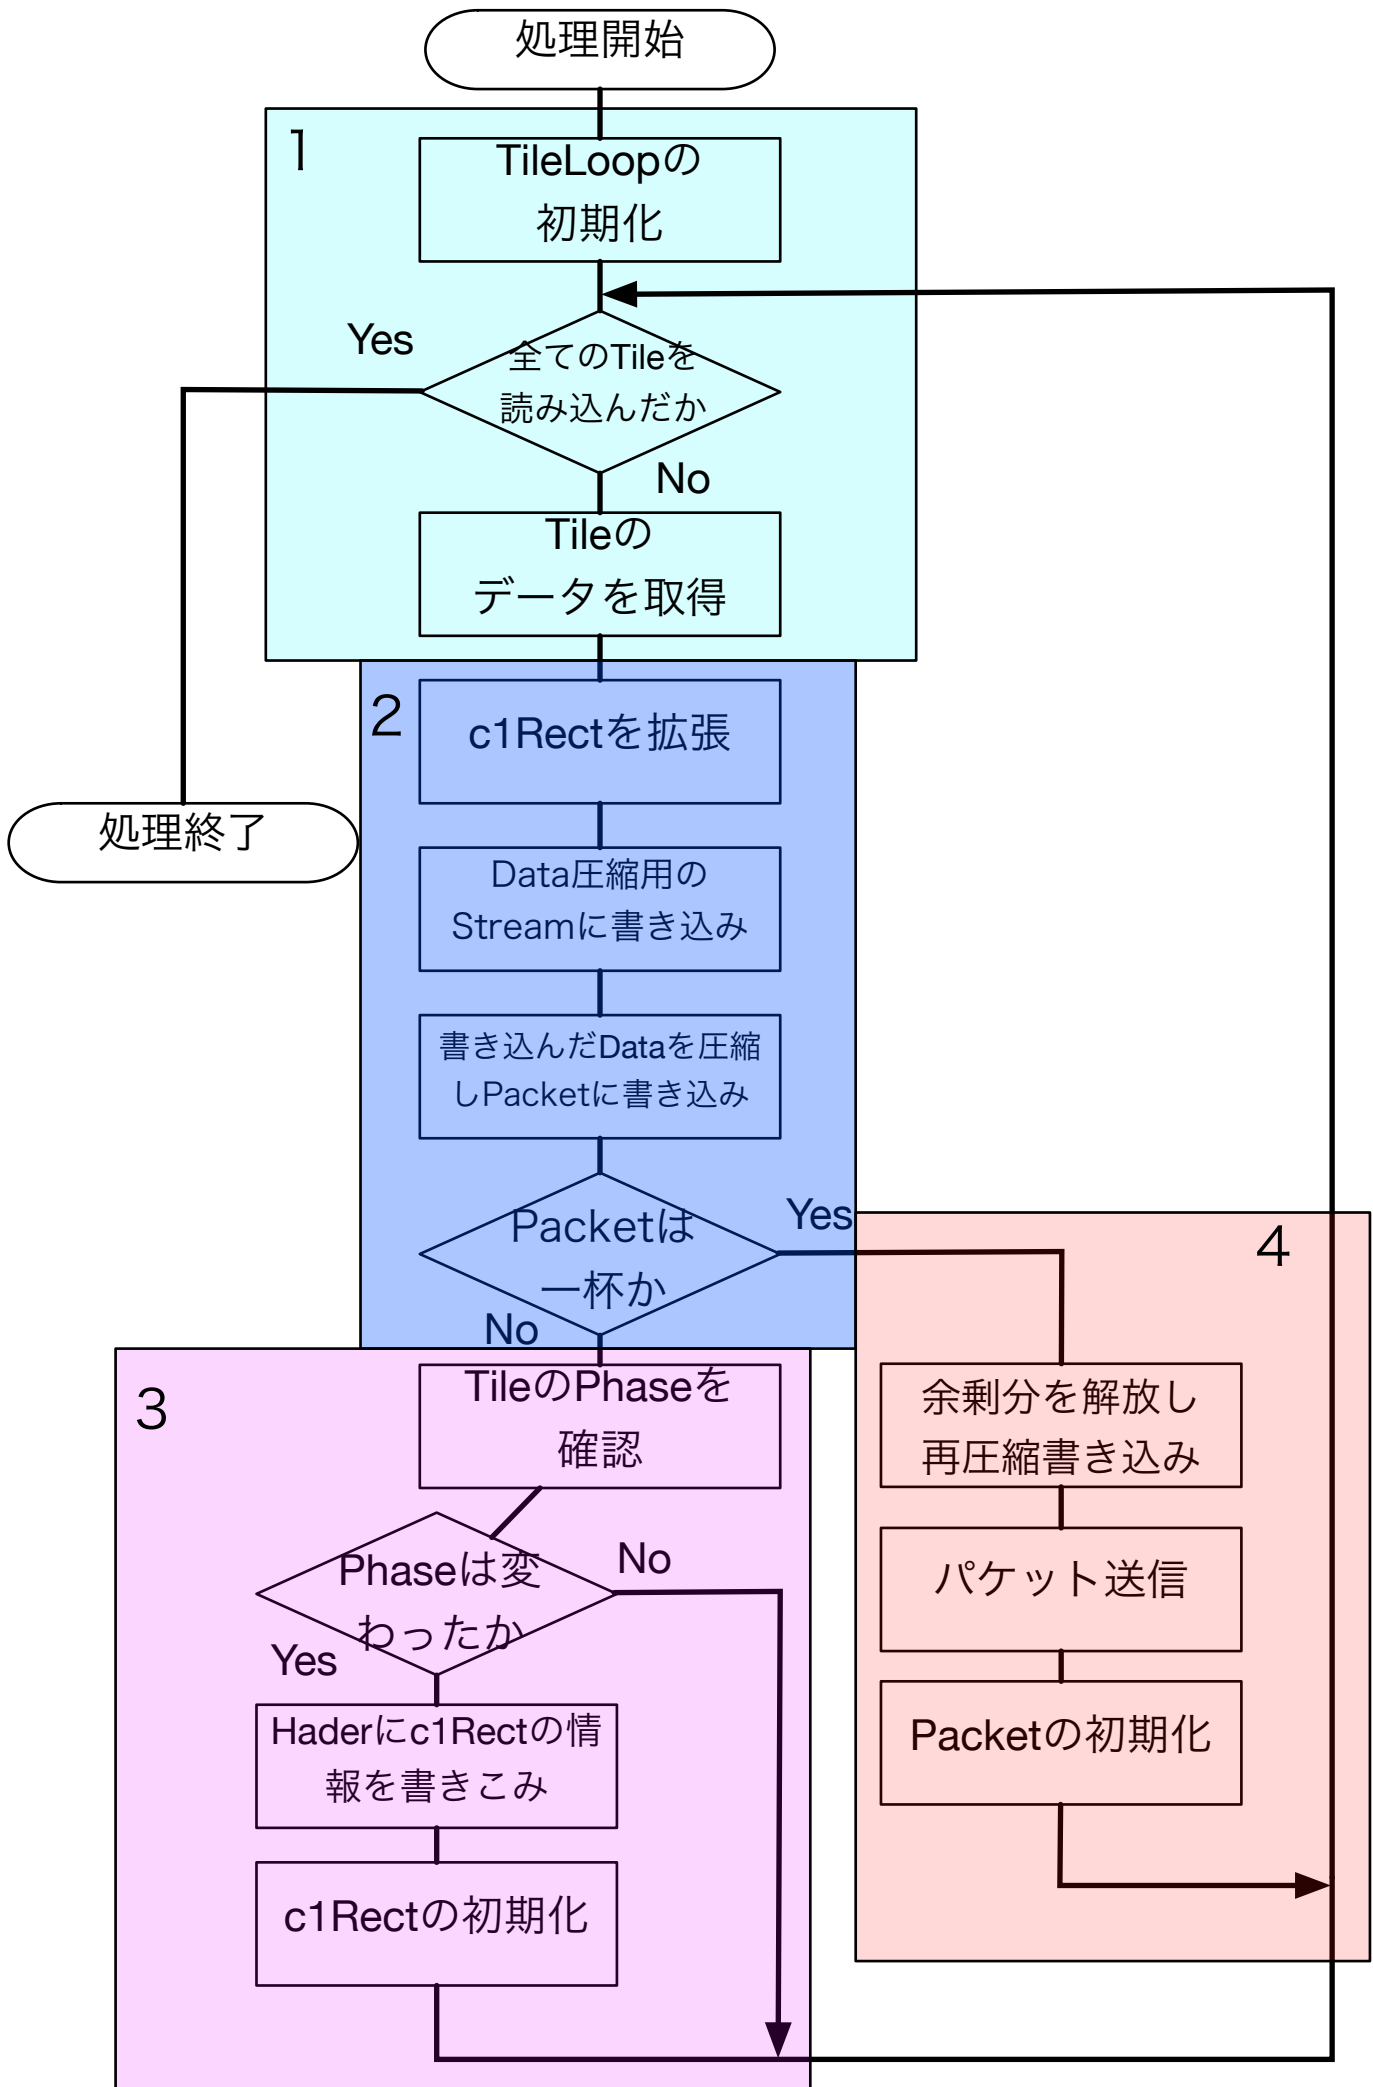 処理開始
1
TileLoopの
初期化
Yes
全てのTileを
読み込んだか
No
Tileの
データを取得
2
c1Rectを拡張
処理終了
Data圧縮用の
Streamに書き込み
書き込んだDataを圧縮
しPacketに書き込み
Packetは
一杯か
Yes
No
3
TileのPhaseを
確認
Phaseは変
わったか
No
Yes
Haderにc1Rectの情
報を書きこみ
c1Rectの初期化
4
余剰分を解放し
再圧縮書き込み
パケット送信
Packetの初期化